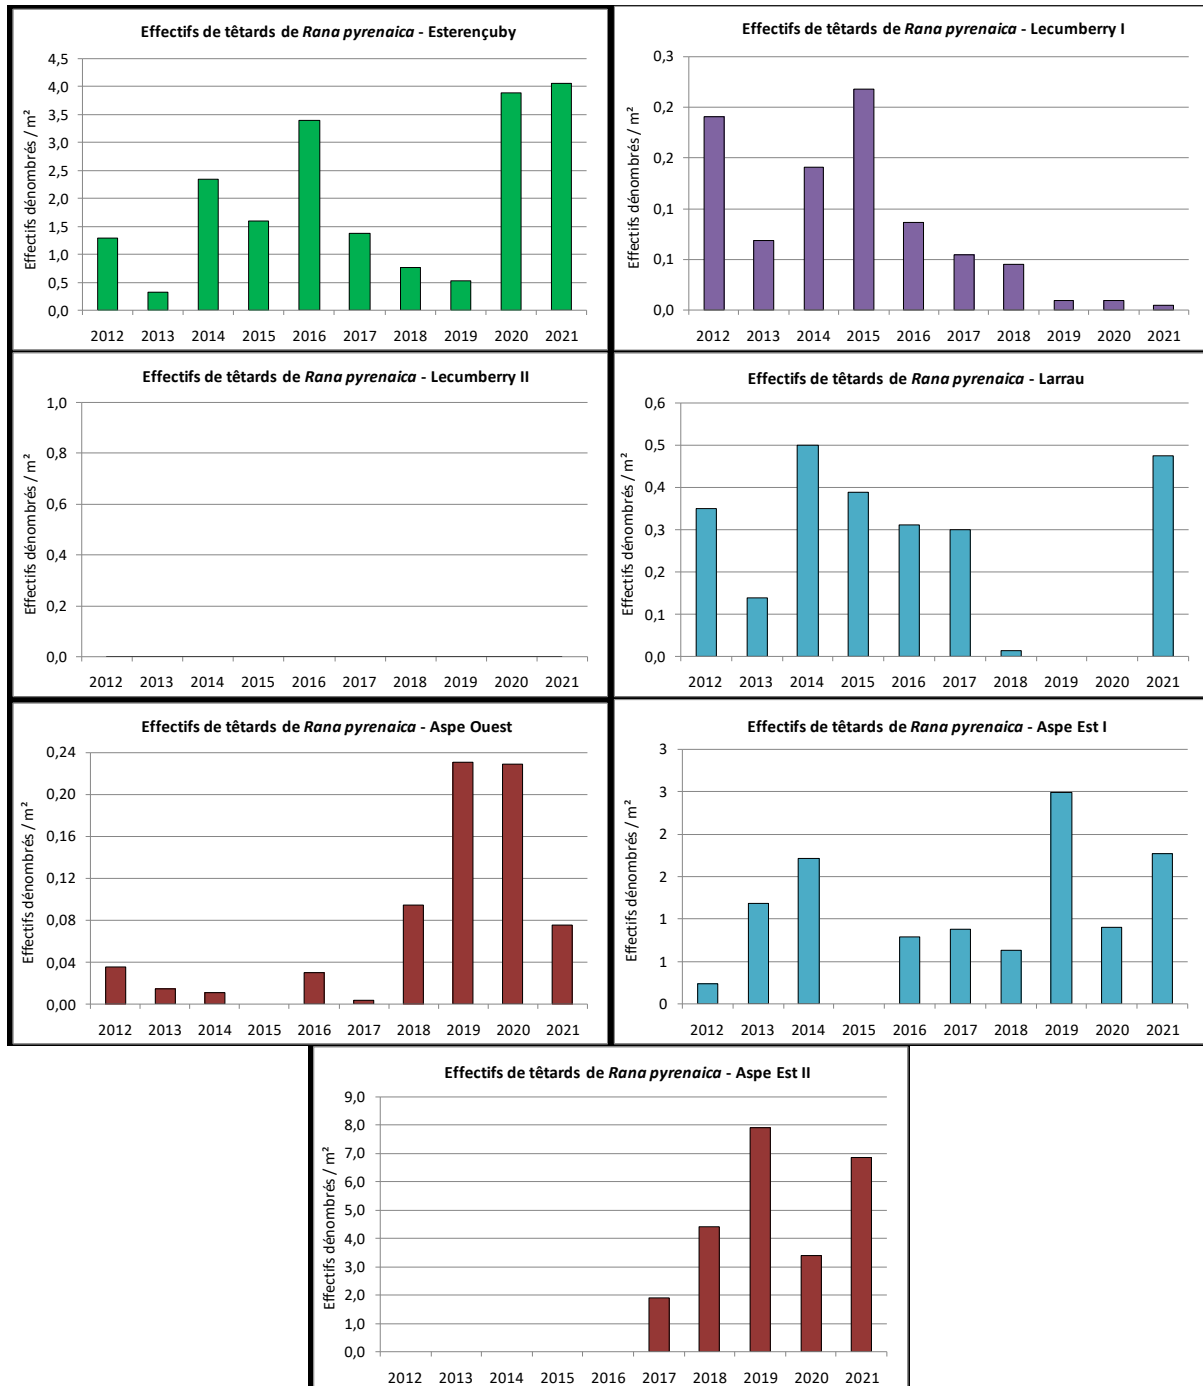 Effectifs de têtards de Rana pyrenaica - Esterençuby
Effectifs dénombrés / m²
4,5
4,0
3,5
3,0
2,5
2,0
1,5
1,0
0,5
0,0
2012 2013 2014 2015 2016 2017 2018 2019 2020 2021
Effectifs de têtards de Rana pyrenaica - Lecumberry I
Effectifs dénombrés / m²
0,3
0,2
0,2
0,1
0,1
0,0
2012 2013 2014 2015 2016 2017 2018 2019 2020 2021
Effectifs de têtards de Rana pyrenaica - Lecumberry II
Effectifs dénombrés / m²
1,0
0,8
0,6
0,4
0,2
0,0
2012 2013 2014 2015 2016 2017 2018 2019 2020 2021
Effectifs de têtards de Rana pyrenaica - Larrau
Effectifs dénombrés / m²
0,6
0,5
0,4
0,3
0,2
0,1
0,0
2012 2013 2014 2015 2016 2017 2018 2019 2020 2021
Effectifs de têtards de Rana pyrenaica - Aspe Ouest
Effectifs dénombrés / m²
0,24
0,20
0,16
0,12
0,08
0,04
0,00
2012 2013 2014 2015 2016 2017 2018 2019 2020 2021
Effectifs de têtards de Rana pyrenaica - Aspe Est I
Effectifs dénombrés / m²
3
3
2
2
1
1
0
2012 2013 2014 2015 2016 2017 2018 2019 2020 2021
Effectifs de têtards de Rana pyrenaica - Aspe Est II
Effectifs dénombrés / m²
9,0
8,0
7,0
6,0
5,0
4,0
3,0
2,0
1,0
0,0
2012 2013 2014 2015 2016 2017 2018 2019 2020 2021